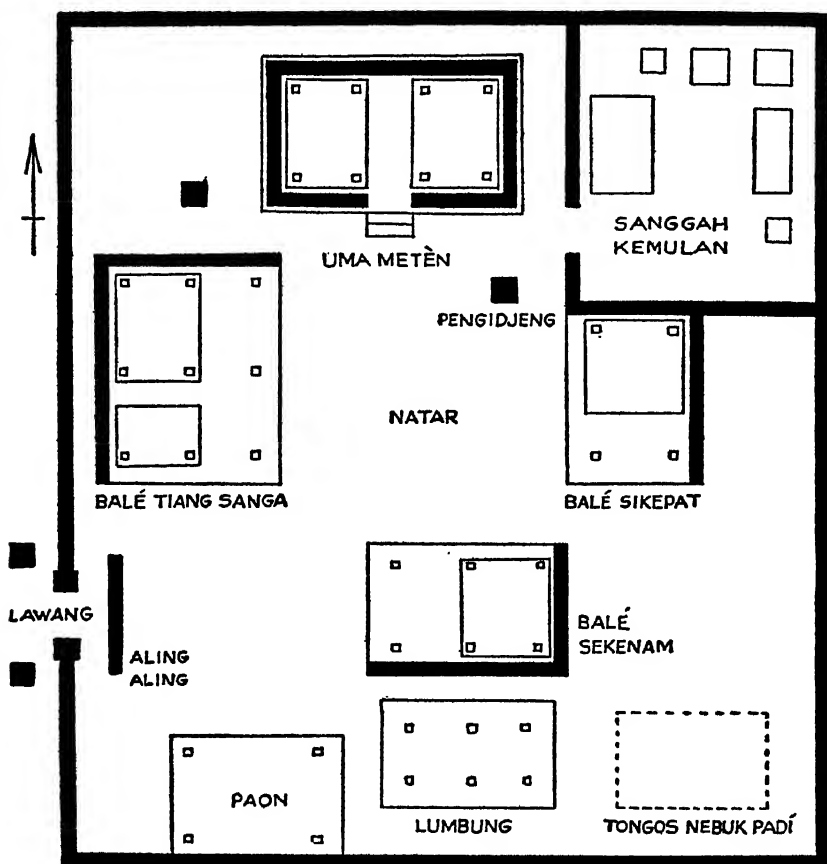 SANGGAH
KEMULAN
UMA METÈN
PENGIDJENG
NATAR
BALÉ TIANG SANGA
BALÉ SIKEPAT
LAWANG
ALING
ALING
BALÉ
SEKENAM
PAON
LUMBUNG
TONGOS NEBUK PADÍ